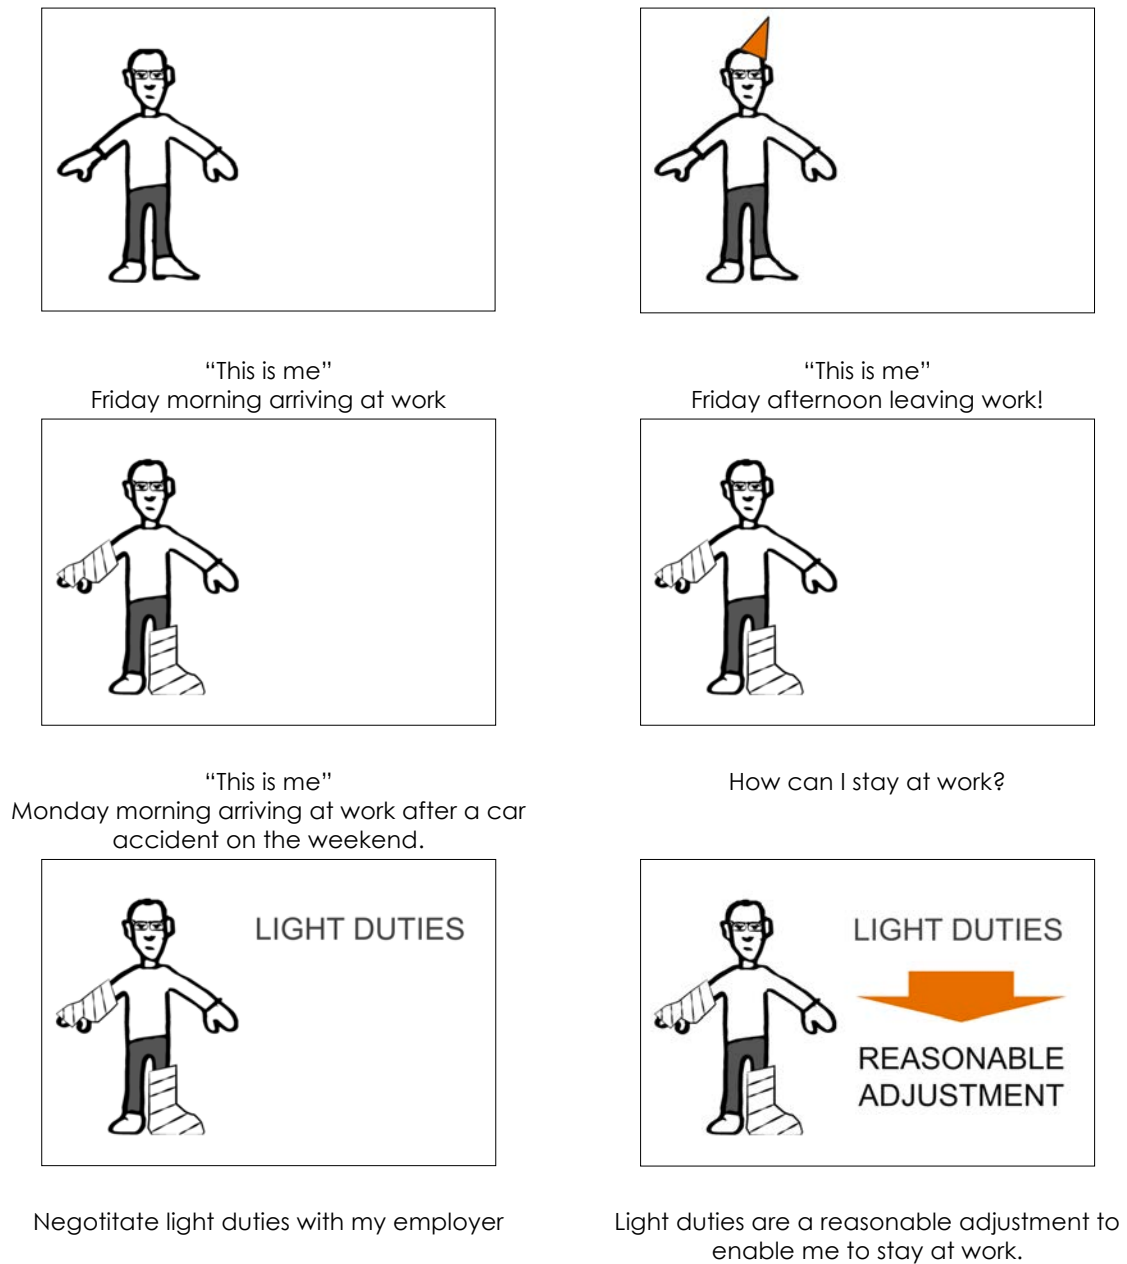 “This is me”
Friday morning arriving at work
“This is me”
Friday afternoon leaving work!
“This is me”
Monday morning arriving at work after a car
accident on the weekend.
How can I stay at work?
LIGHT DUTIES
Negotitate light duties with my employer
LIGHT DUTIES
REASONABLE
ADJUSTMENT
Light duties are a reasonable adjustment to
enable me to stay at work.